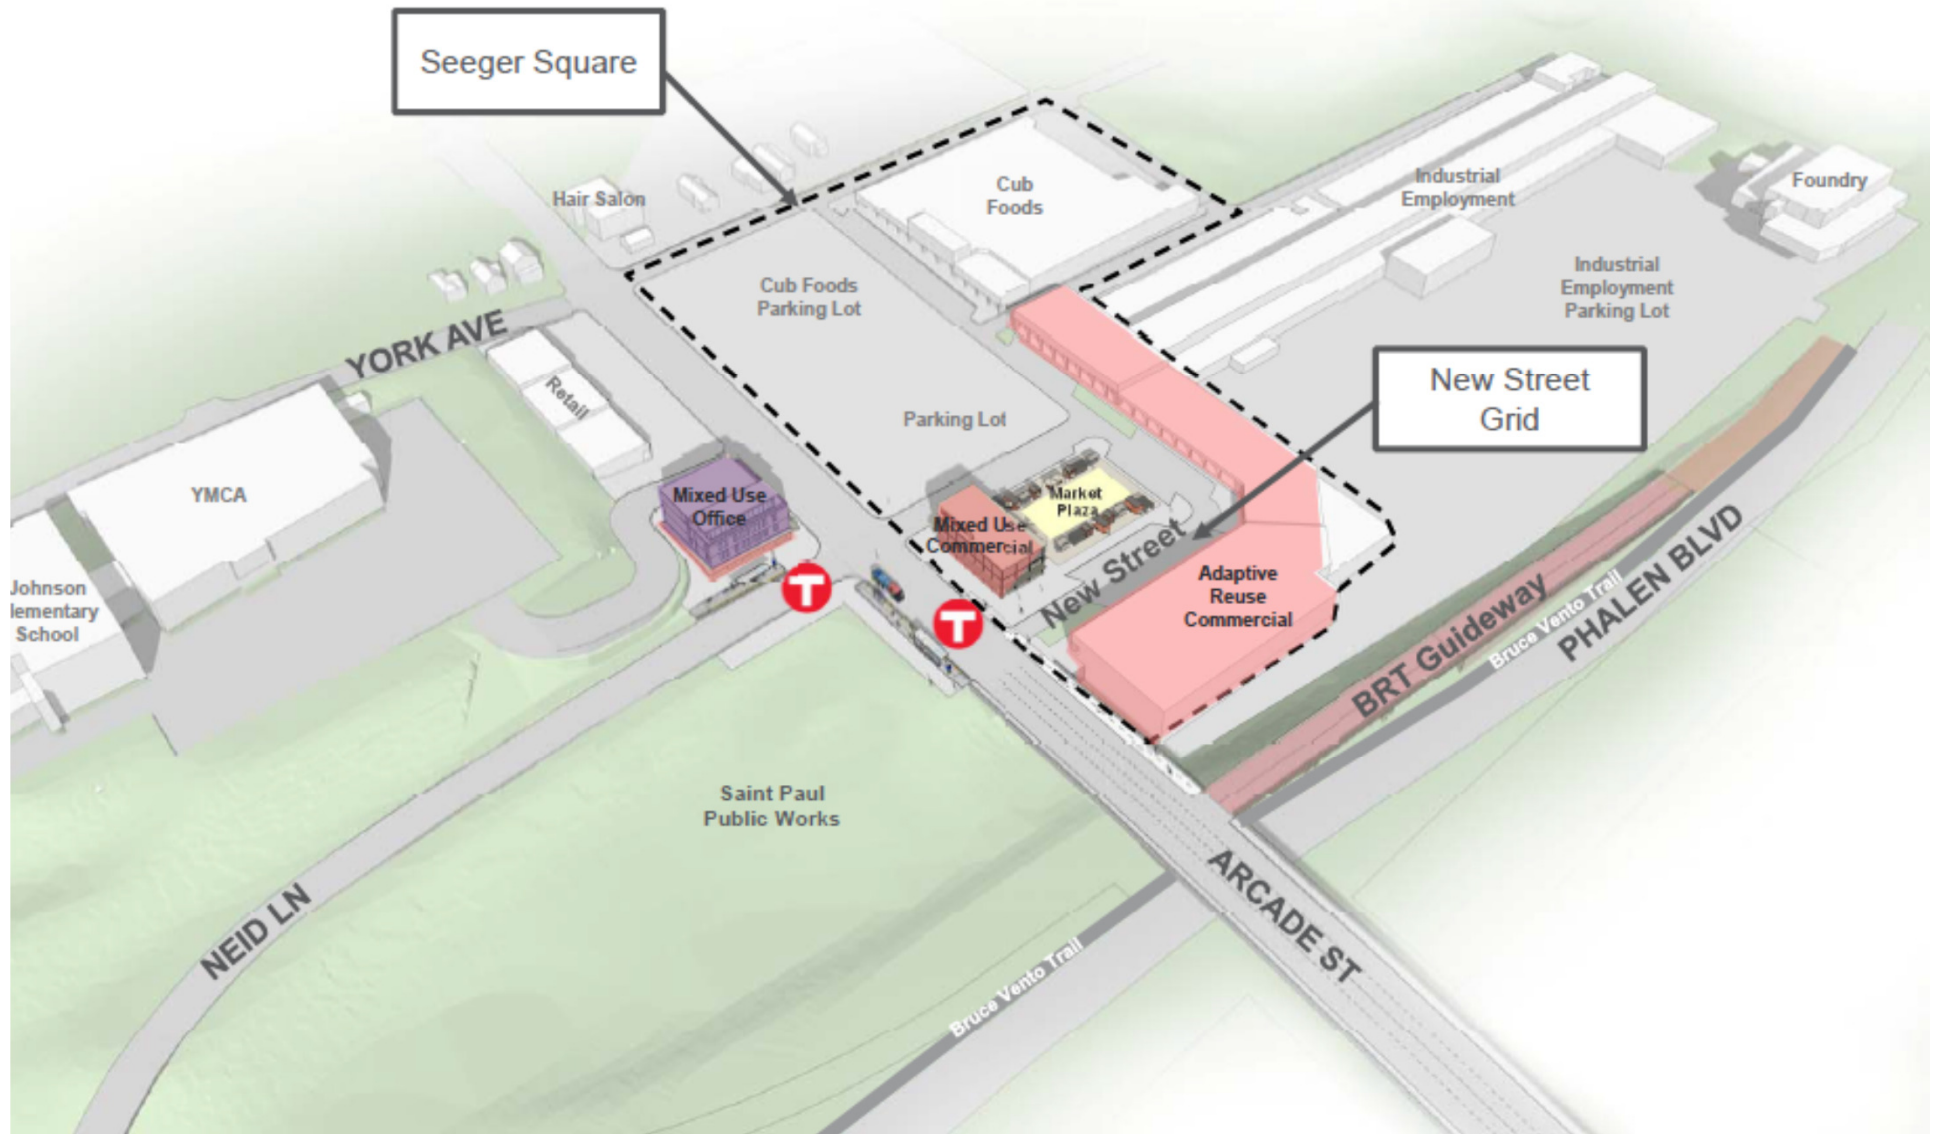 Seeger Square
Hair Salon
Cub
Foods
Industrial
Employment
Foundry
Cub Foods
Parking Lot
Industrial
Employment
Parking Lot
YORK AVE
Retail
New Street
Grid
Parking Lot
YMCA
Mixed Use
Office
Market
Plaza
Mixed Use
Commercial
New Street
Adaptive
Reuse
Commercial
T
T
Johnson
lementary
School
BRT Guideway
Bruce Vento Trail
PHALEN BLVD
Saint Paul
Public Works
NEID LN
ARCADE ST
Bruce Vento Trail